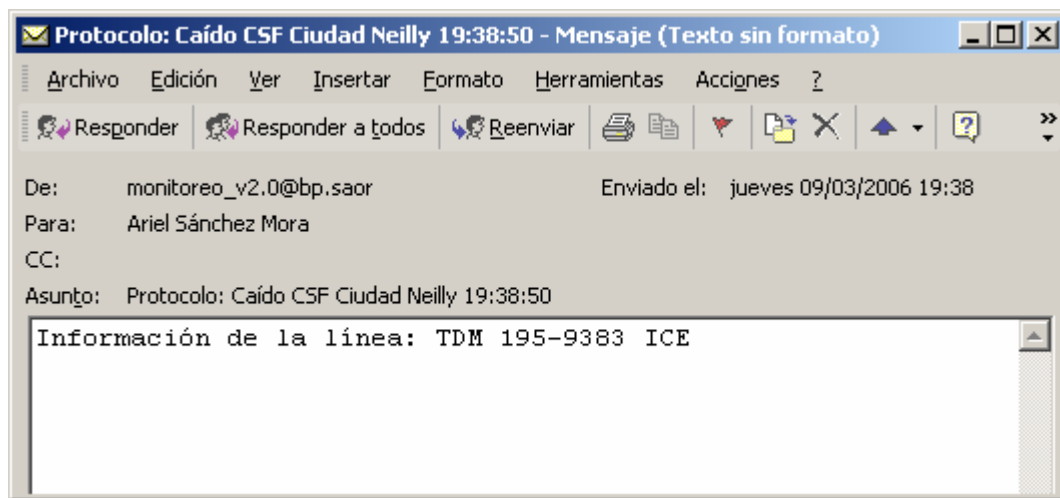 Protocolo: Caído CSF Ciudad Neilly 19:38:50 - Mensaje (Texto sin formato)
Archivo Edición Ver Insertar Formato Herramientas Acciones ?
Responder Responder a todos Reenviar
De: monitoreo_v2.0@bp.saor Enviado el: jueves 09/03/2006 19:38
Para: Ariel Sánchez Mora
CC:
Asunto: Protocolo: Caído CSF Ciudad Neilly 19:38:50
Información de la línea: TDM 195-9383 ICE